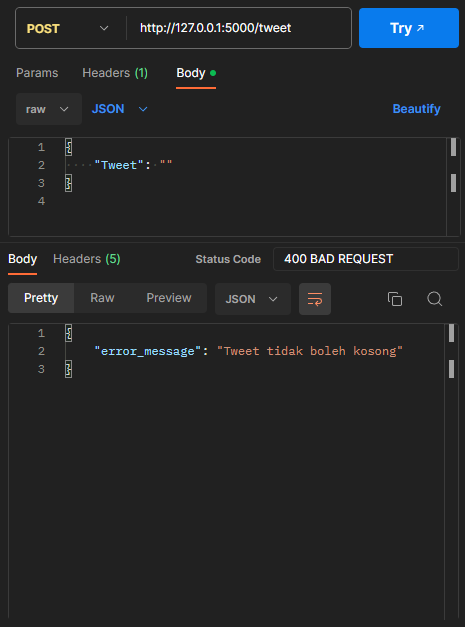 POST http://127.0.0.1:5000/tweet Try ↗
Params Headers (1) Body
raw JSON Beautify
1 {
2 ····"Tweet":·""
3 }
4
Body Headers (5) Status Code 400 BAD REQUEST
Pretty Raw Preview JSON
1 {
2 "error_message": "Tweet tidak boleh kosong"
3 }